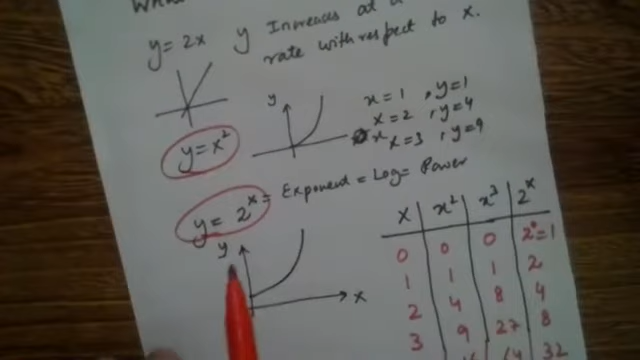 y = 2x y Increases at a
rate with respect to x.
y
x = 1 , y = 1
x = 2 , y = 4
x x = 3 , y = 9
y = x²
y = 2ˣ = Exponent = Log = Power
y
x
x x² x³ 2ˣ
0 0 0 2⁰=1
1 1 1 2
2 4 8 4
3 9 27 8
32